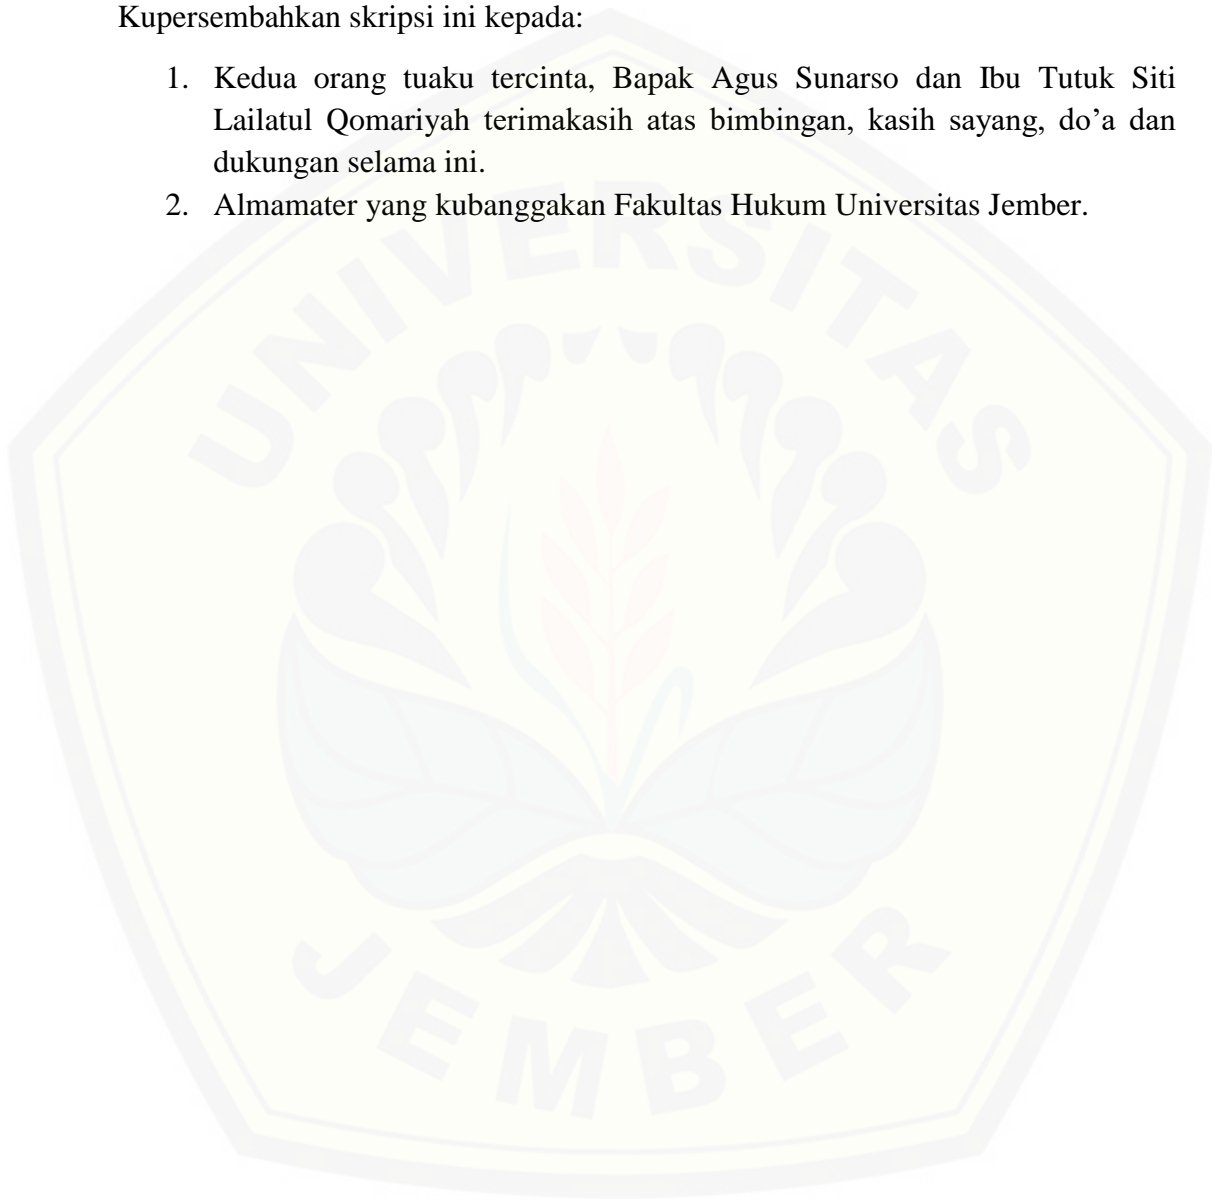 Kupersembahkan skripsi ini kepada:
1. Kedua orang tuaku tercinta, Bapak Agus Sunarso dan Ibu Tutuk Siti
Lailatul Qomariyah terimakasih atas bimbingan, kasih sayang, do’a dan
dukungan selama ini.
2. Almamater yang kubanggakan Fakultas Hukum Universitas Jember.
UNIVERSITAS
JEMBER